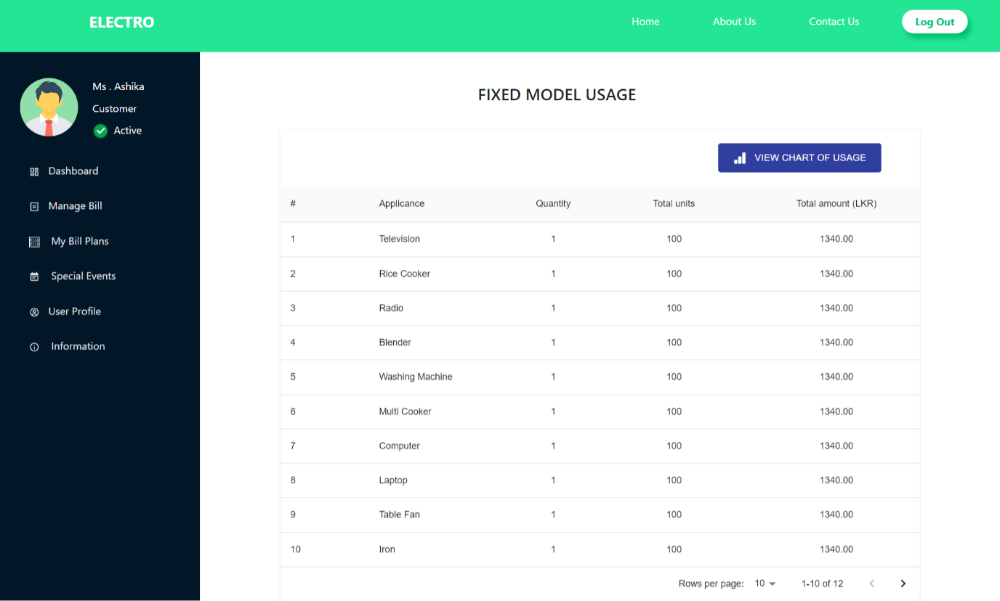 ELECTRO Home About Us Contact Us Log Out
Ms . Ashika
Customer
Active
Dashboard
Manage Bill
My Bill Plans
Special Events
User Profile
Information
FIXED MODEL USAGE
VIEW CHART OF USAGE
# Applicance Quantity Total units Total amount (LKR)
1 Television 1 100 1340.00
2 Rice Cooker 1 100 1340.00
3 Radio 1 100 1340.00
4 Blender 1 100 1340.00
5 Washing Machine 1 100 1340.00
6 Multi Cooker 1 100 1340.00
7 Computer 1 100 1340.00
8 Laptop 1 100 1340.00
9 Table Fan 1 100 1340.00
10 Iron 1 100 1340.00
Rows per page: 10 1-10 of 12